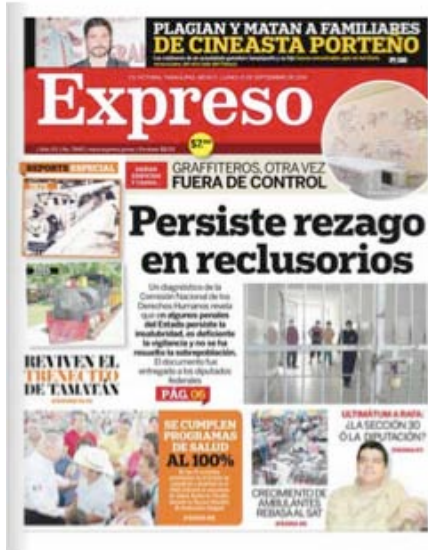 PLAGIAN Y MATAN A FAMILIARES
DE CINEASTA PORTEÑO
Expreso
GRAFFITEROS, OTRA VEZ
FUERA DE CONTROL
REPORTE ESPECIAL
Persiste rezago
en reclusorios
Un diagnóstico de la
Comisión Nacional de los
Derechos Humanos revela
que en algunos penales
del Estado persiste la
insalubridad, es deficiente
la vigilancia y no se ha
resuelto la sobrepoblación.
El documento fue
entregado a los diputados
federales
PÁG. 06
REVIVEN EL
TRENECITO
DE TAMATÁN
SE CUMPLEN
PROGRAMAS
DE SALUD
AL 100%
CRECIMIENTO DE
AMBULANTES
REBASA AL SAT
ULTIMÁTUM A RAFA:
¿LA SECCIÓN 30
O LA DIPUTACIÓN?